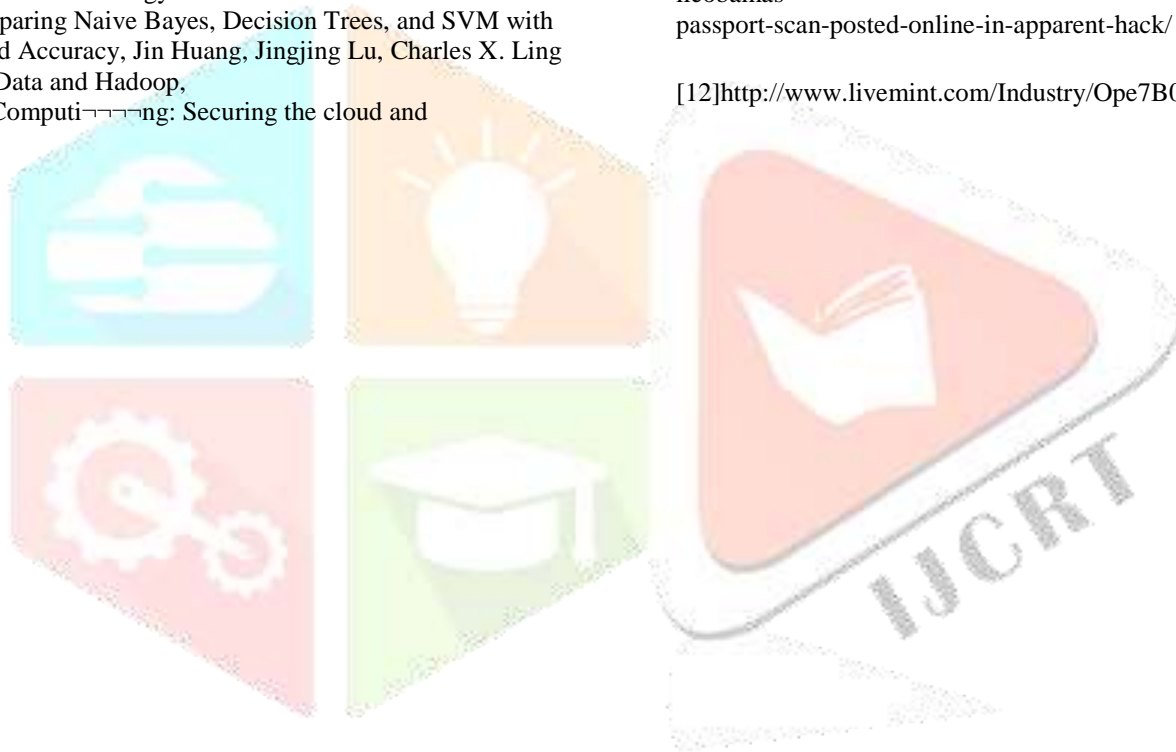 paring Naive Bayes, Decision Trees, and SVM with
d Accuracy, Jin Huang, Jingjing Lu, Charles X. Ling
Data and Hadoop,
Computi¬¬¬¬ng: Securing the cloud and
passport-scan-posted-online-in-apparent-hack/
[12]http://www.livemint.com/Industry/Ope7B0
IJCRT